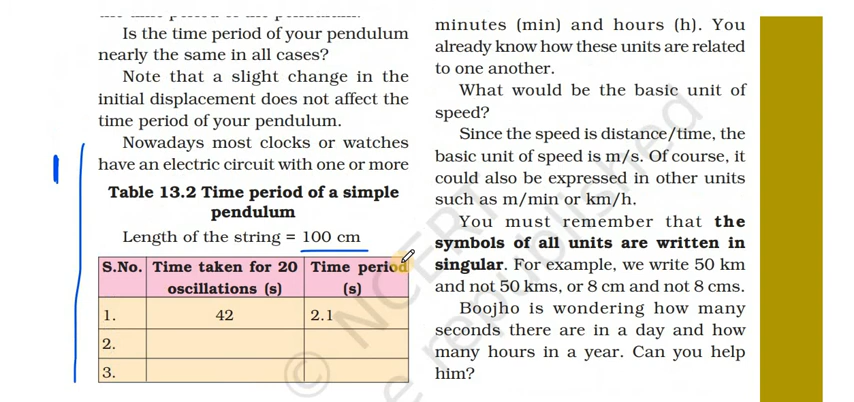 Is the time period of your pendulum
nearly the same in all cases?
Note that a slight change in the
initial displacement does not affect the
time period of your pendulum.
Nowadays most clocks or watches
have an electric circuit with one or more
Table 13.2 Time period of a simple
pendulum
Length of the string = 100 cm
S.No. Time taken for 20 Time period
oscillations (s) (s)
1. 42 2.1
2.
3.
minutes (min) and hours (h). You
already know how these units are related
to one another.
What would be the basic unit of
speed?
Since the speed is distance/time, the
basic unit of speed is m/s. Of course, it
could also be expressed in other units
such as m/min or km/h.
You must remember that the
symbols of all units are written in
singular. For example, we write 50 km
and not 50 kms, or 8 cm and not 8 cms.
Boojho is wondering how many
seconds there are in a day and how
many hours in a year. Can you help
him?
© NCERT
be republished